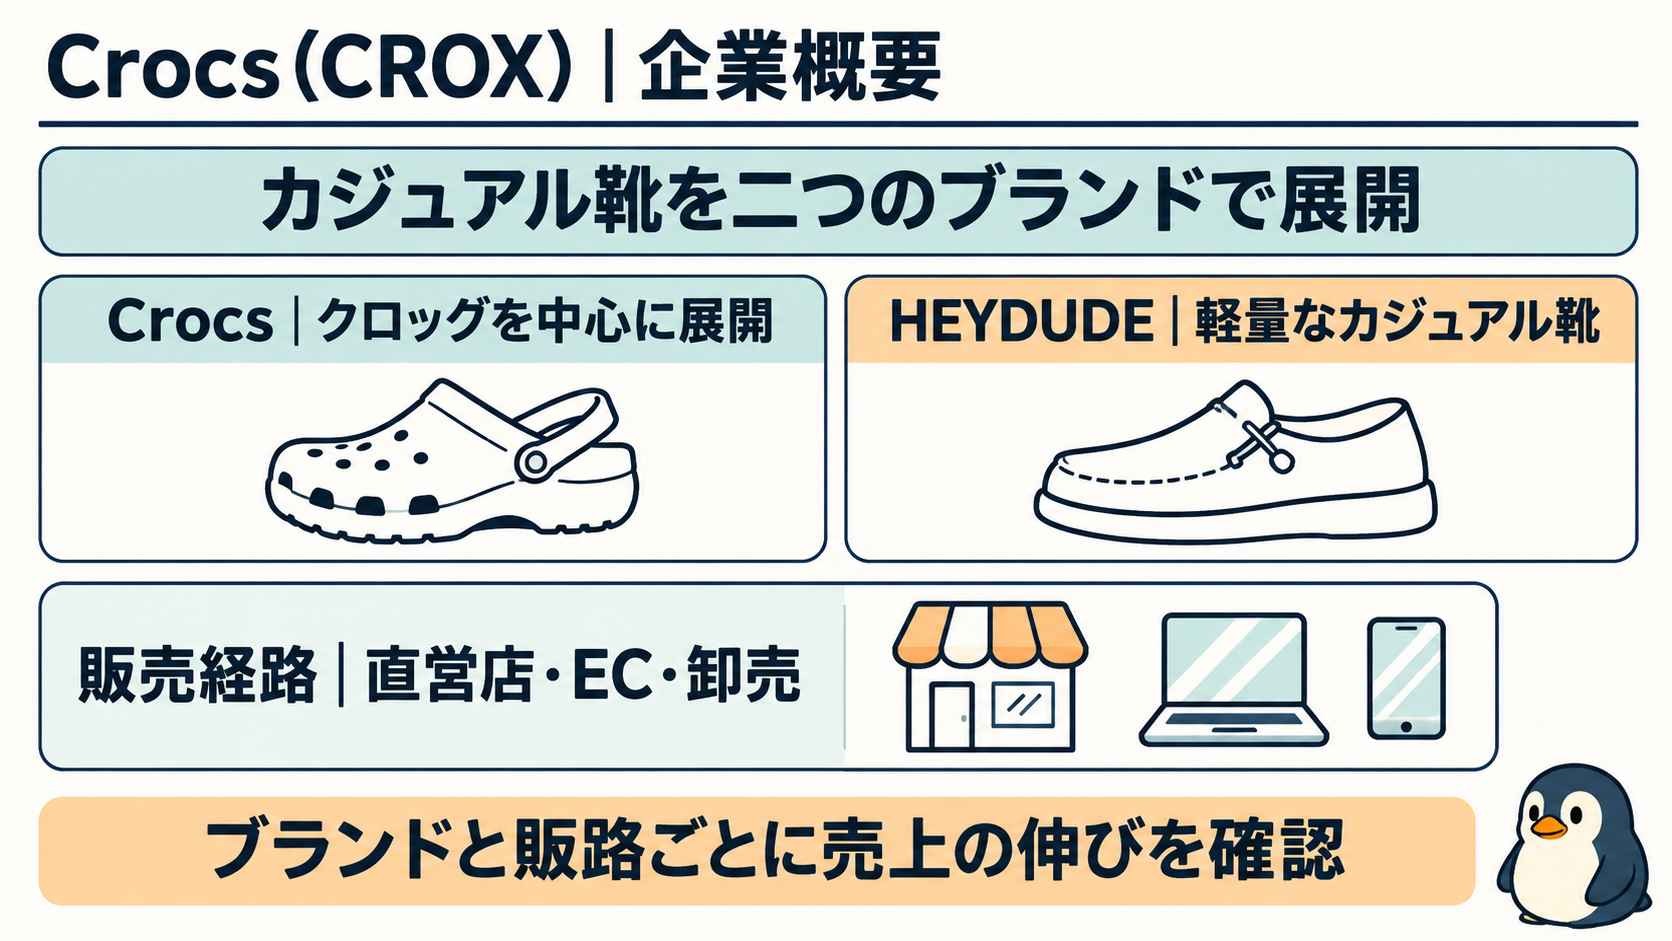 Crocs（CROX）｜企業概要
カジュアル靴を二つのブランドで展開
Crocs｜クロッグを中心に展開
HEYDUDE｜軽量なカジュアル靴
販売経路｜直営店・EC・卸売
ブランドと販路ごとに売上の伸びを確認